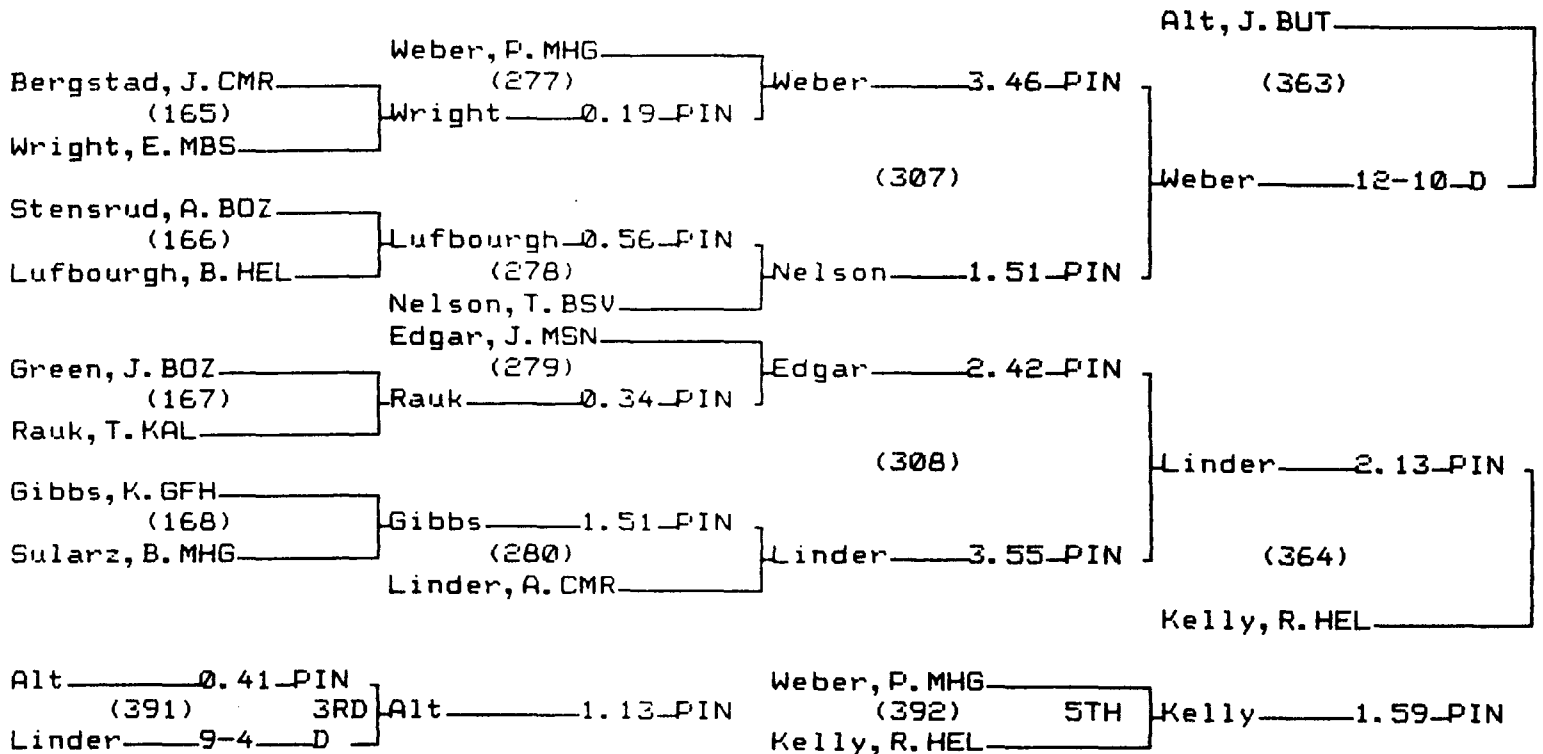 Alt, J. BUT
Weber, P. MHG
Bergstad, J. CMR (277) Weber 3.46 PIN (363)
(165) Wright 0.19 PIN
Wright, E. MBS
(307) Weber 12-10 D
Stensrud, A. BOZ
(166) Lufbourgh 0.56 PIN
Lufbourgh, B. HEL (278) Nelson 1.51 PIN
Nelson, T. BSV
Edgar, J. MSN
Green, J. BOZ (279) Edgar 2.42 PIN
(167) Rauk 0.34 PIN
Rauk, T. KAL
(308) Linder 2.13 PIN
Gibbs, K. GFH
(168) Gibbs 1.51 PIN
Sularz, B. MHG (280) Linder 3.55 PIN (364)
Linder, A. CMR
Kelly, R. HEL
Alt 0.41 PIN Weber, P. MHG
(391) 3RD Alt 1.13 PIN (392) 5TH Kelly 1.59 PIN
Linder 9-4 D Kelly, R. HEL